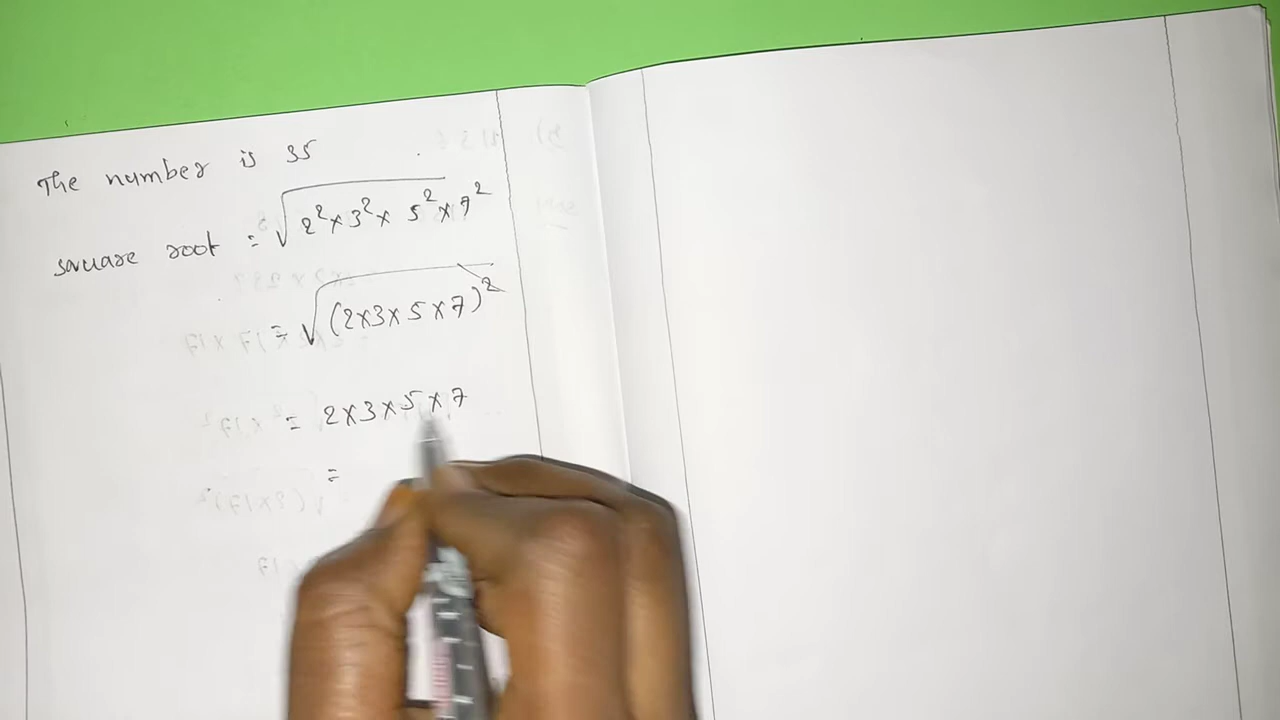 The number is 35
square root = √2² × 3² × 5² × 7²
= √(2×3×5×7)²
= 2×3×5×7
=